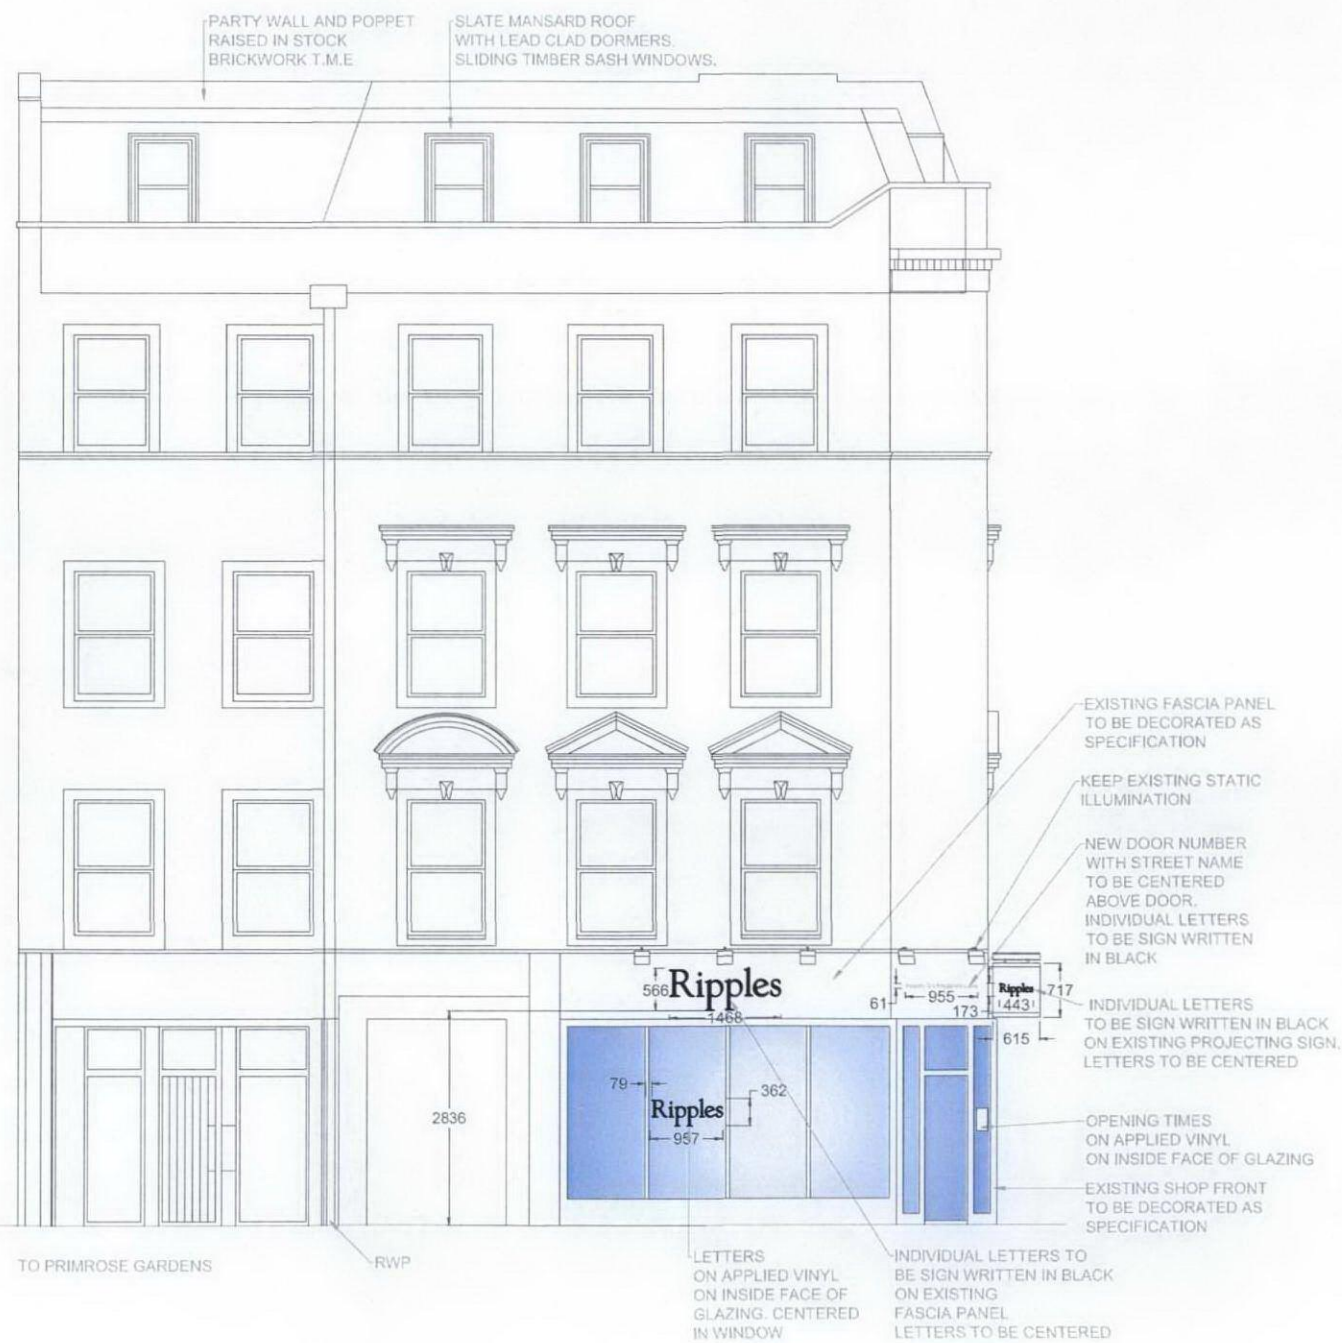 PARTY WALL AND POPPET
RAISED IN STOCK
BRICKWORK T.M.E
SLATE MANSARD ROOF
WITH LEAD CLAD DORMERS.
SLIDING TIMBER SASH WINDOWS.
EXISTING FASCIA PANEL
TO BE DECORATED AS
SPECIFICATION
KEEP EXISTING STATIC
ILLUMINATION
NEW DOOR NUMBER
WITH STREET NAME
TO BE CENTERED
ABOVE DOOR.
INDIVIDUAL LETTERS
TO BE SIGN WRITTEN
IN BLACK
566
Ripples
1468
61
955
173
Ripples
443
717
615
INDIVIDUAL LETTERS
TO BE SIGN WRITTEN IN BLACK
ON EXISTING PROJECTING SIGN.
LETTERS TO BE CENTERED
79
Ripples
362
957
2836
OPENING TIMES
ON APPLIED VINYL
ON INSIDE FACE OF GLAZING
EXISTING SHOP FRONT
TO BE DECORATED AS
SPECIFICATION
TO PRIMROSE GARDENS
RWP
LETTERS
ON APPLIED VINYL
ON INSIDE FACE OF
GLAZING. CENTERED
IN WINDOW
INDIVIDUAL LETTERS TO
BE SIGN WRITTEN IN BLACK
ON EXISTING
FASCIA PANEL
LETTERS TO BE CENTERED